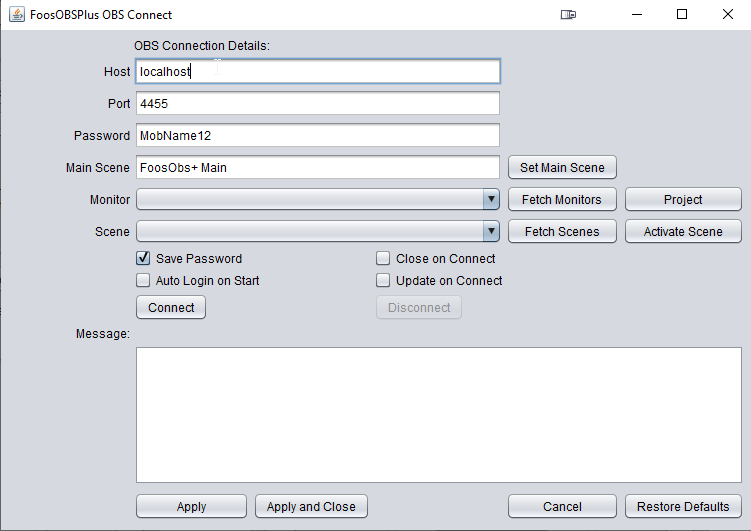 FoosOBSPlus OBS Connect
OBS Connection Details:
Host localhost
Port 4455
Password MobName12
Main Scene FoosObs+ Main Set Main Scene
Monitor Fetch Monitors Project
Scene Fetch Scenes Activate Scene
Save Password Close on Connect
Auto Login on Start Update on Connect
Connect Disconnect
Message:
Apply Apply and Close Cancel Restore Defaults